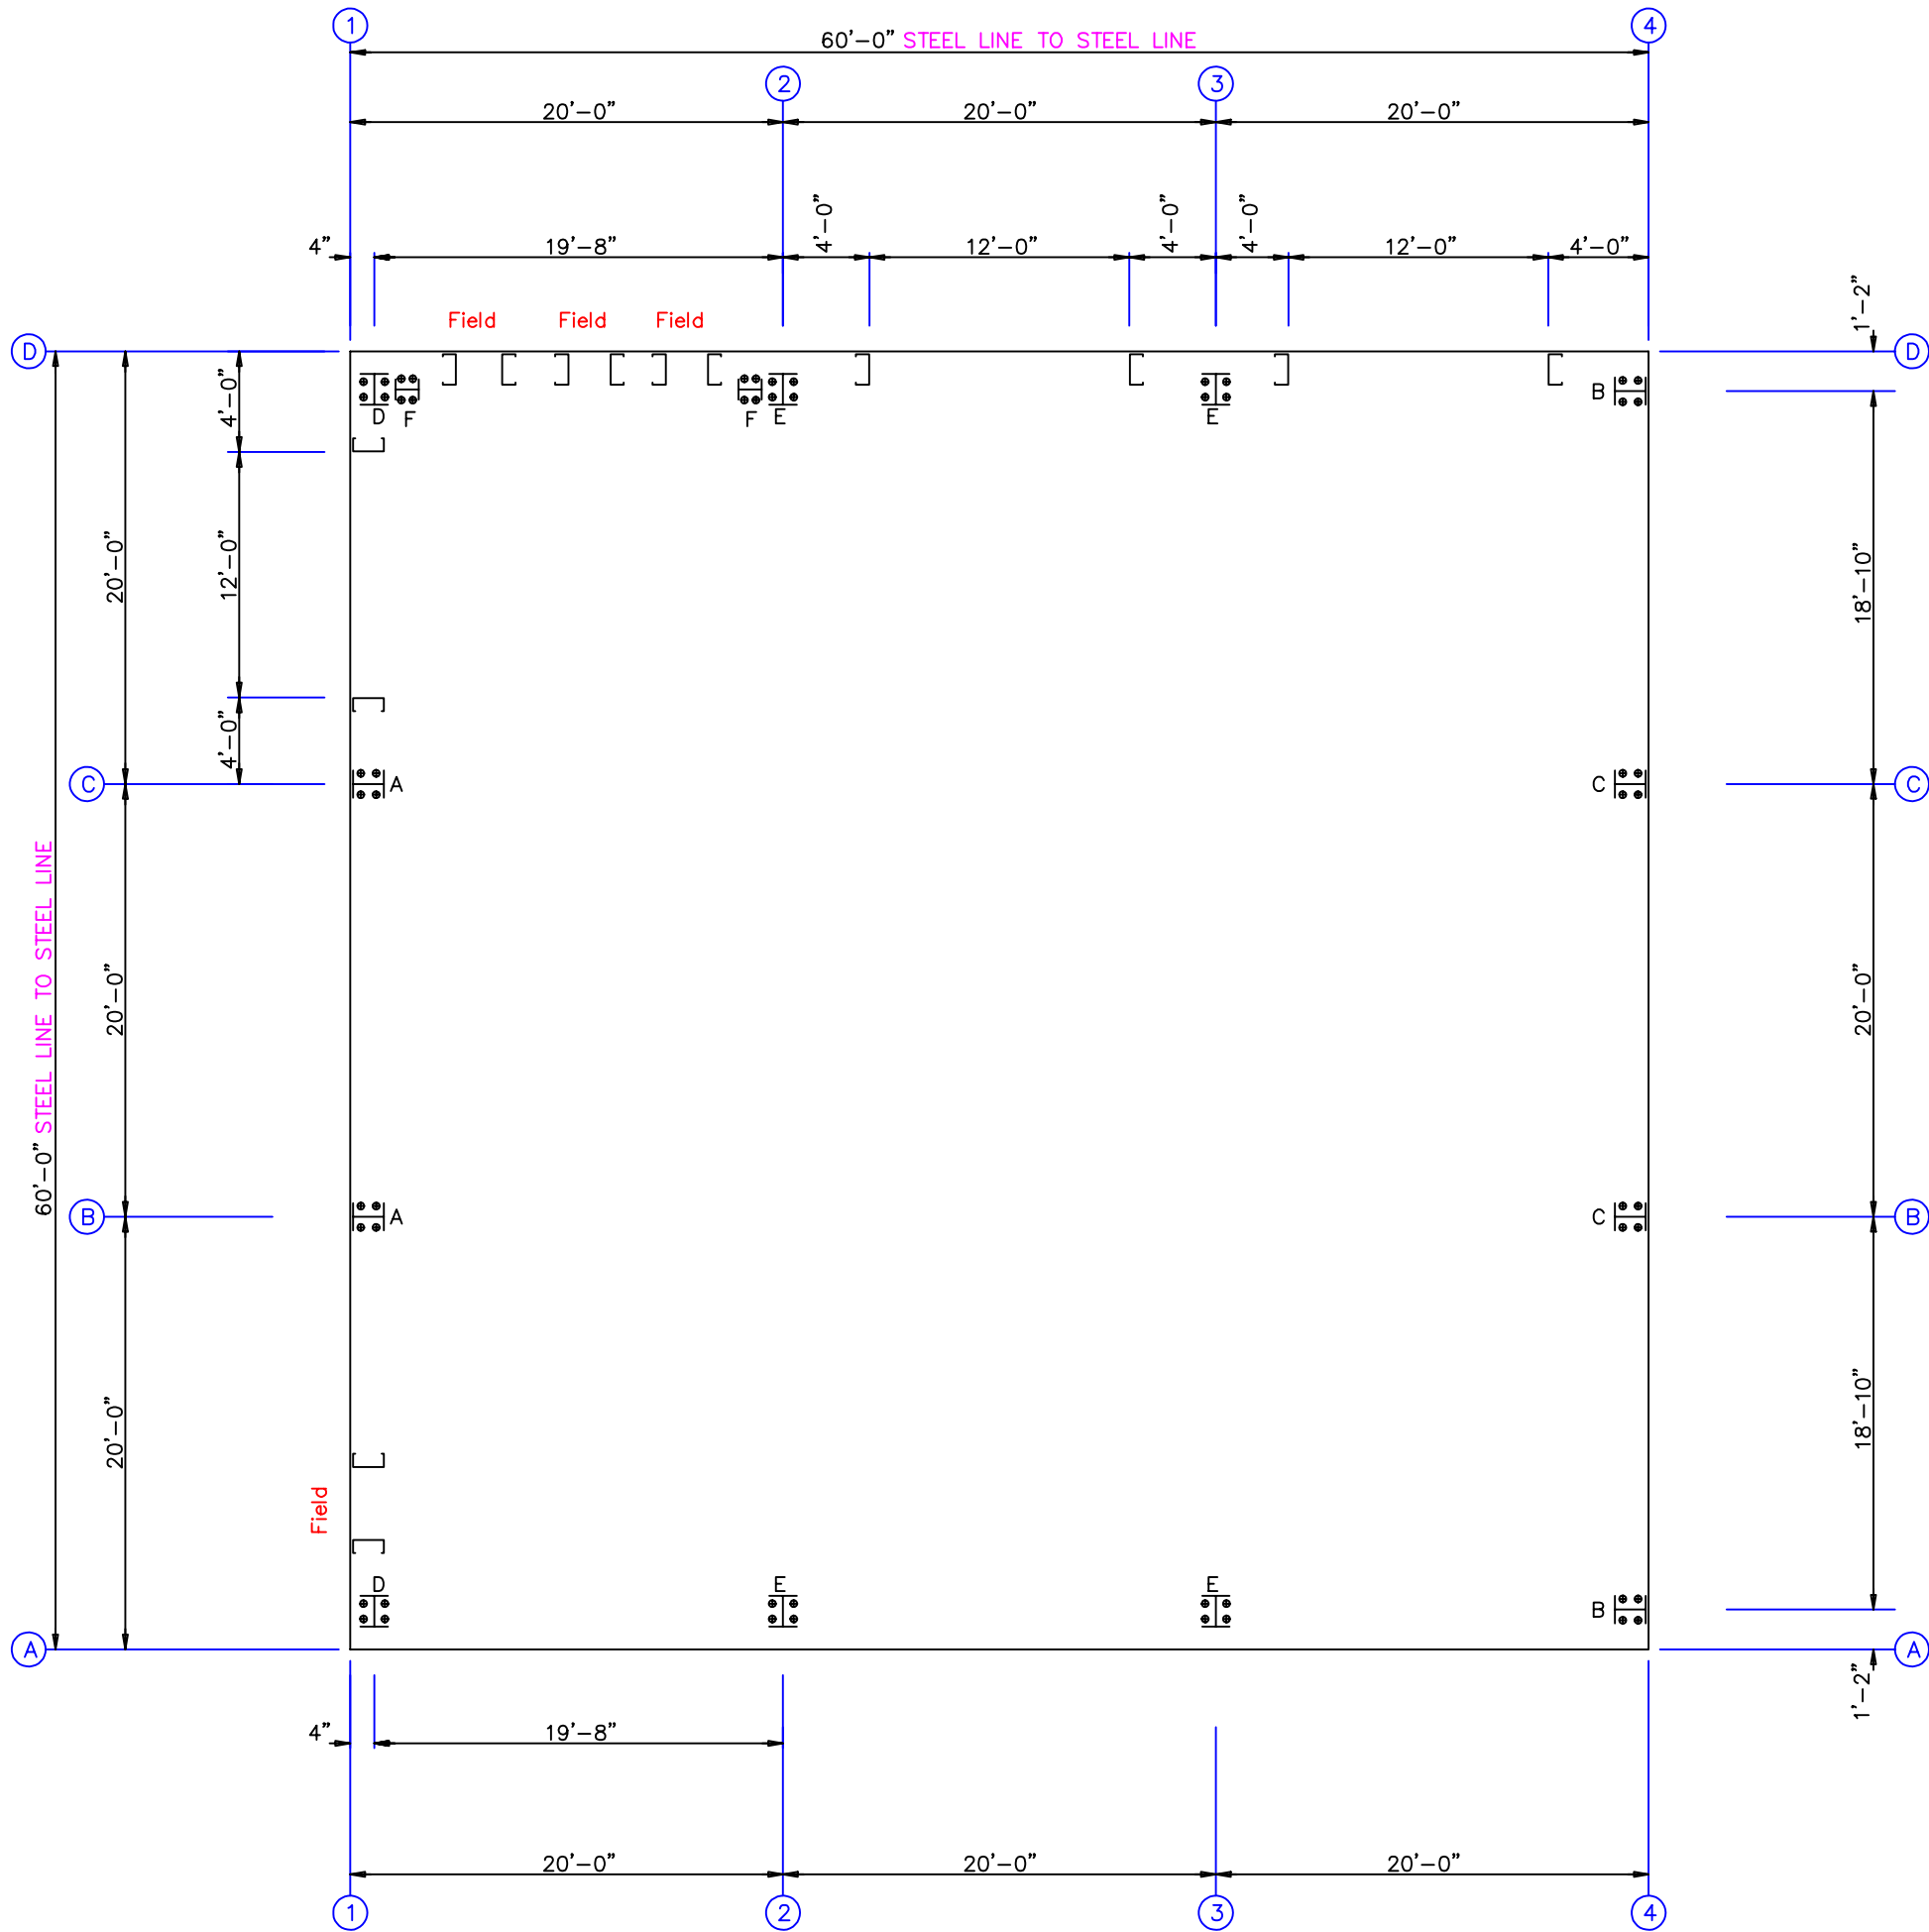 1
4
60'-0" STEEL LINE TO STEEL LINE
2
3
20'-0"
20'-0"
20'-0"
4"
19'-8"
4'-0"
12'-0"
4'-0"
4'-0"
12'-0"
4'-0"
1'-2"
Field
Field
Field
D
D
4'-0"
D
F
F
E
E
B
20'-0"
12'-0"
18'-10"
4'-0"
C
A
C
C
60'-0" STEEL LINE TO STEEL LINE
20'-0"
20'-0"
B
A
C
B
20'-0"
18'-10"
Field
D
E
E
B
A
A
1'-2"
4"
19'-8"
20'-0"
20'-0"
20'-0"
1
2
3
4